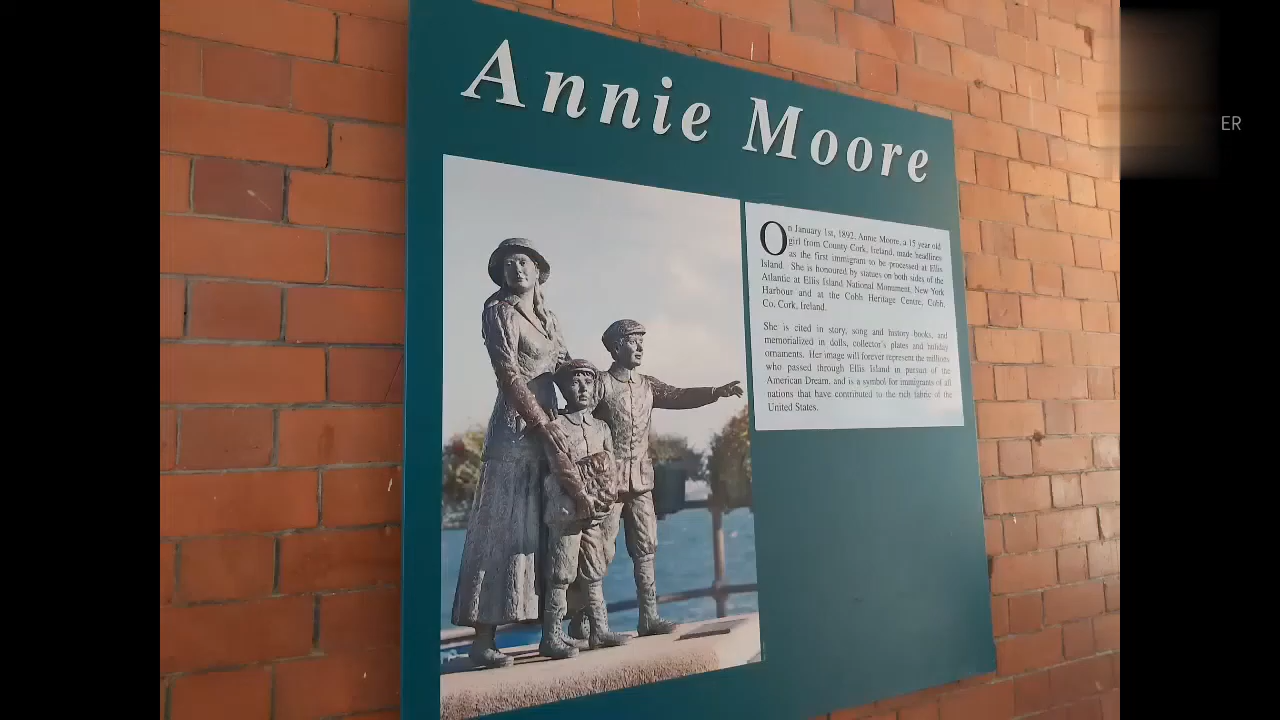 Annie Moore
On January 1st, 1892, Annie Moore, a 15 year old
girl from County Cork, Ireland, made headlines
as the first immigrant to be processed at Ellis
Island. She is honoured by statues on both sides of the
Atlantic at Ellis Island National Monument, New York
Harbour and at the Cobh Heritage Centre, Cobh,
Co. Cork, Ireland.
She is cited in story, song and history books, and
memorialized in dolls, collector's plates and holiday
ornaments. Her image will forever represent the millions
who passed through Ellis Island in pursuit of the
American Dream, and is a symbol for immigrants of all
nations that have contributed to the rich fabric of the
United States.
ER